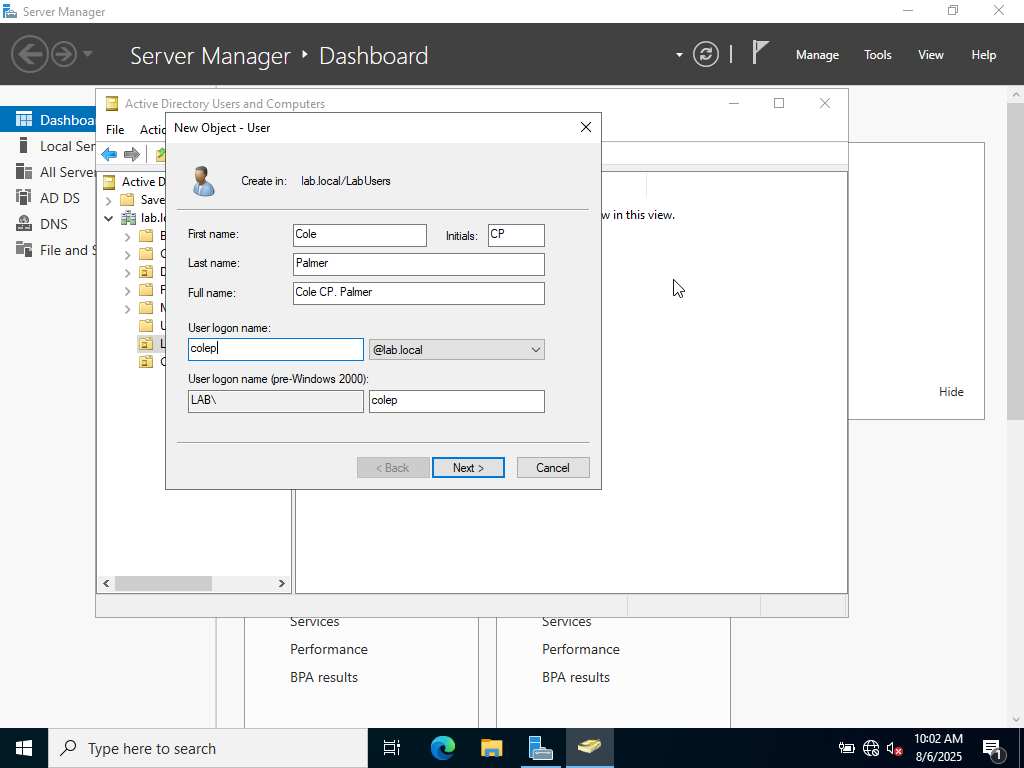 Server Manager
Server Manager • Dashboard
Manage
Tools
View
Help
Dashboa
Local Ser
All Server
AD DS
DNS
File and S
Active Directory Users and Computers
File
Actio
Active D
Save
lab.lo
New Object - User
Create in: lab.local/LabUsers
First name: Cole Initials: CP
Last name: Palmer
Full name: Cole CP. Palmer
User logon name:
colep @lab.local
User logon name (pre-Windows 2000):
LAB\ colep
< Back Next > Cancel
w in this view.
Hide
Services
Performance
BPA results
Services
Performance
BPA results
Type here to search
10:02 AM
8/6/2025
1